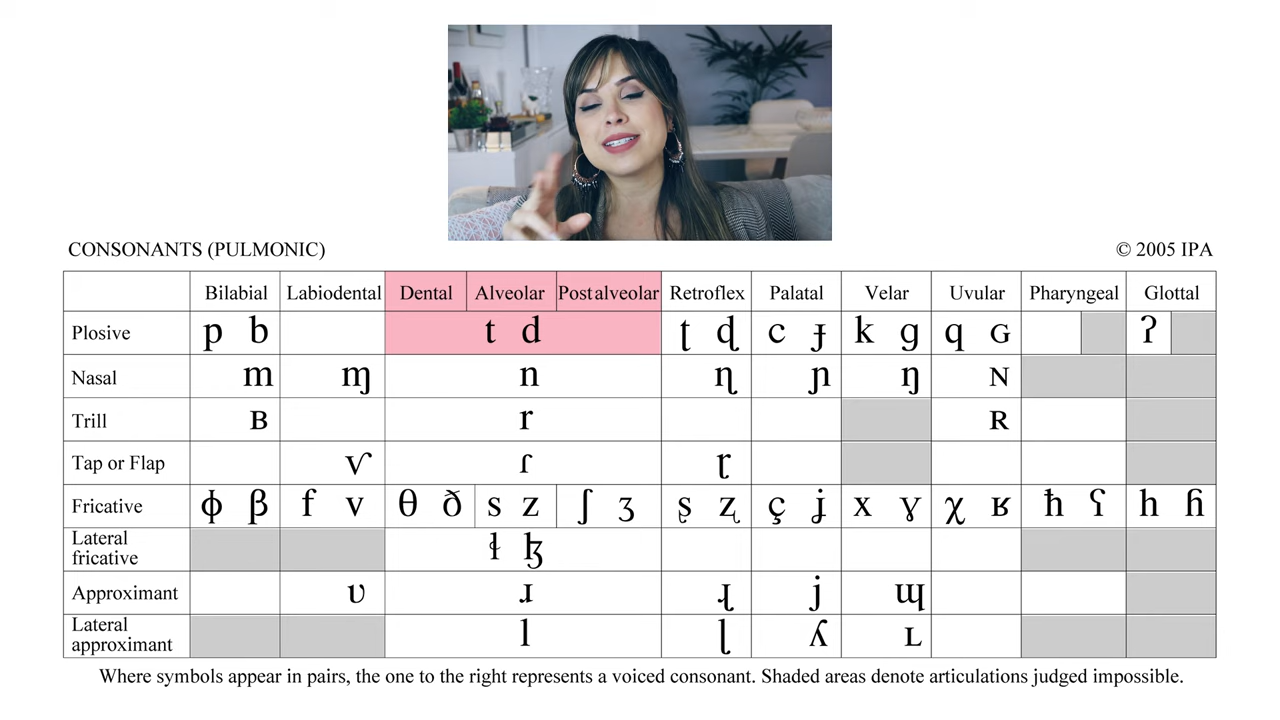 CONSONANTS (PULMONIC) © 2005 IPA
Bilabial Labiodental Dental Alveolar Postalveolar Retroflex Palatal Velar Uvular Pharyngeal Glottal
Plosive p b t d ʈ ɖ c ɟ k ɡ q ɢ ʔ
Nasal m ɱ n ɳ ɲ ŋ ɴ
Trill ʙ r ʀ
Tap or Flap ⱱ ɾ ɽ
Fricative ɸ β f v θ ð s z ʃ ʒ ʂ ʐ ç ʝ x ɣ χ ʁ ħ ʕ h ɦ
Lateral
fricative ɬ ɮ
Approximant ʋ ɹ ɻ j ɰ
Lateral
approximant l ɭ ʎ ʟ
Where symbols appear in pairs, the one to the right represents a voiced consonant. Shaded areas denote articulations judged impossible.